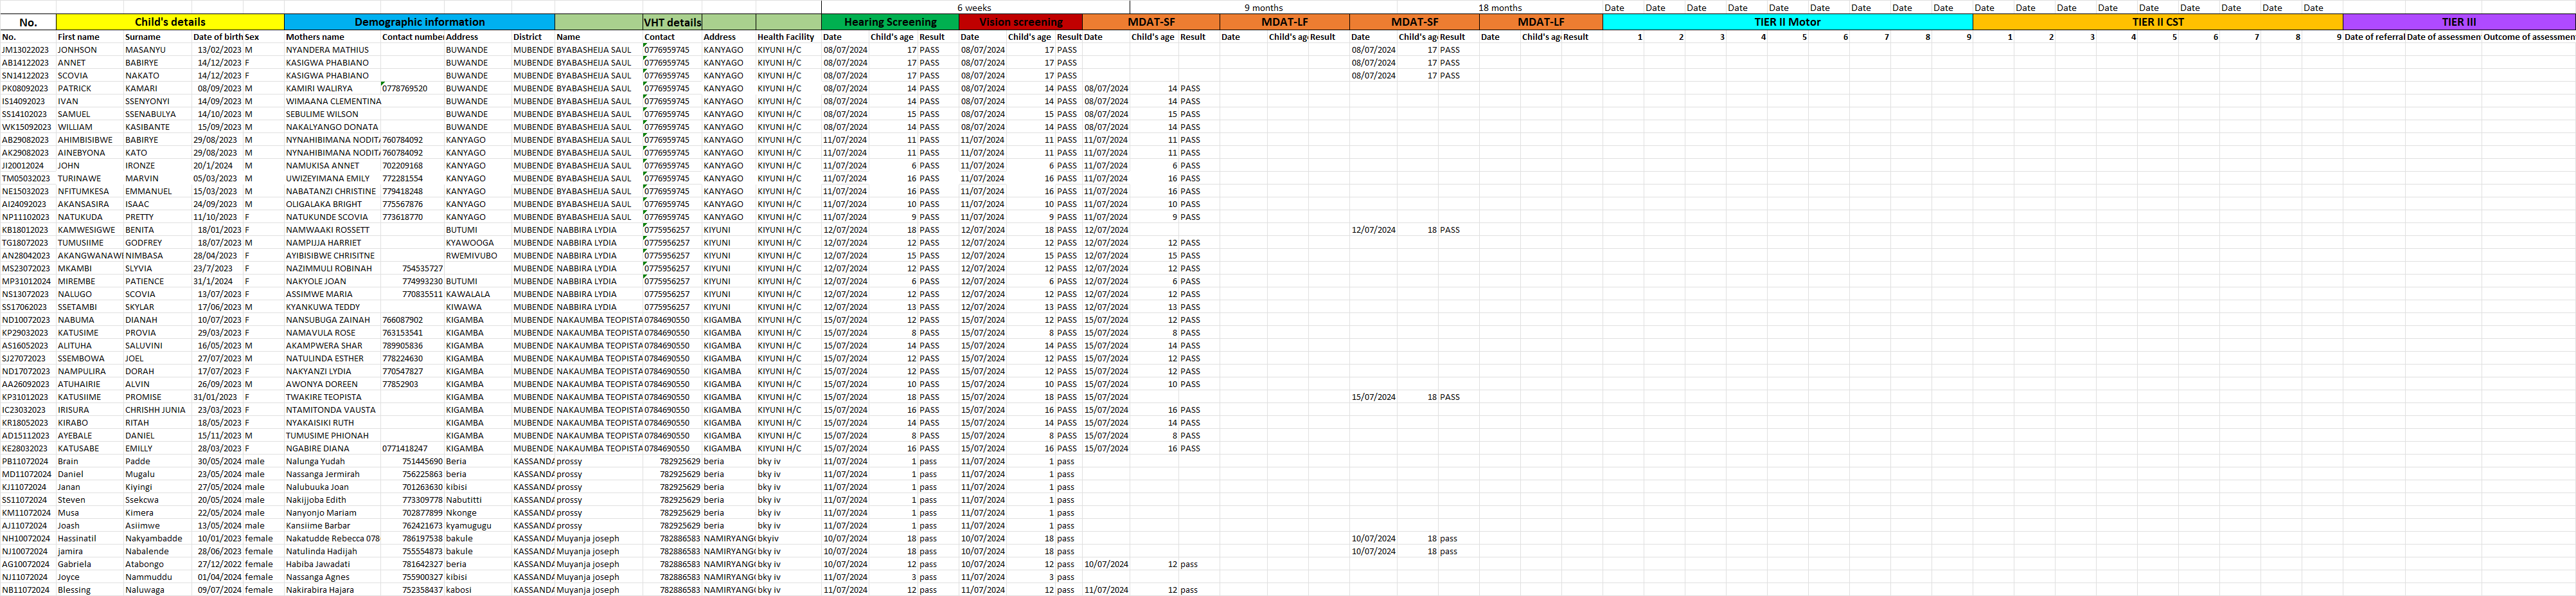 6 weeks 9 months 18 months Date Date Date Date Date Date Date Date Date Date Date Date Date Date Date Date Date Date
No. Child's details Demographic information VHT details Hearing Screening Vision screening MDAT-SF MDAT-LF MDAT-SF MDAT-LF TIER II Motor TIER II CST TIER III
No. First name Surname Date of birth Sex Mothers name Contact number Address District Name Contact Address Health Facility Date Child's age Result Date Child's age Result Date Child's age Result Date Child's ag Result Date Child's ag Result Date Child's ag Result 1 2 3 4 5 6 7 8 9 1 2 3 4 5 6 7 8 9 Date of referral Date of assessmen Outcome of assessment
JM13022023 JONHSON MASANYU 13/02/2023 M NYANDERA MATHIUS BUWANDE MUBENDE BYABASHEIJA SAUL 0776959745 KANYAGO KIYUNI H/C 08/07/2024 17 PASS 08/07/2024 17 PASS 08/07/2024 17 PASS
AB14122023 ANNET BABIRYE 14/12/2023 F KASIGWA PHABIANO BUWANDE MUBENDE BYABASHEIJA SAUL 0776959745 KANYAGO KIYUNI H/C 08/07/2024 17 PASS 08/07/2024 17 PASS 08/07/2024 17 PASS
SN14122023 SCOVIA NAKATO 14/12/2023 F KASIGWA PHABIANO BUWANDE MUBENDE BYABASHEIJA SAUL 0776959745 KANYAGO KIYUNI H/C 08/07/2024 17 PASS 08/07/2024 17 PASS 08/07/2024 17 PASS
PK08092023 PATRICK KAMARI 08/09/2023 M KAMIRI WALIRYA 0778769520 BUWANDE MUBENDE BYABASHEIJA SAUL 0776959745 KANYAGO KIYUNI H/C 08/07/2024 14 PASS 08/07/2024 14 PASS 08/07/2024 14 PASS
IS14092023 IVAN SSENYONYI 14/09/2023 M WIMAANA CLEMENTINA BUWANDE MUBENDE BYABASHEIJA SAUL 0776959745 KANYAGO KIYUNI H/C 08/07/2024 14 PASS 08/07/2024 14 PASS 08/07/2024 14 PASS
SS14102023 SAMUEL SSENABULYA 14/10/2023 M SEBULIME WILSON BUWANDE MUBENDE BYABASHEIJA SAUL 0776959745 KANYAGO KIYUNI H/C 08/07/2024 15 PASS 08/07/2024 15 PASS 08/07/2024 15 PASS
WK15092023 WILLIAM KASIBANTE 15/09/2023 M NAKALYANGO DONATA BUWANDE MUBENDE BYABASHEIJA SAUL 0776959745 KANYAGO KIYUNI H/C 08/07/2024 14 PASS 08/07/2024 14 PASS 08/07/2024 14 PASS
AB29082023 AHIMBISIBWE BABIRYE 29/08/2023 M NYNAHIBIMANA NODITA 760784092 KANYAGO MUBENDE BYABASHEIJA SAUL 0776959745 KANYAGO KIYUNI H/C 11/07/2024 11 PASS 11/07/2024 11 PASS 11/07/2024 11 PASS
AK29082023 AINEBYONA KATO 29/08/2023 M NYNAHIBIMANA NODITA 760784092 KANYAGO MUBENDE BYABASHEIJA SAUL 0776959745 KANYAGO KIYUNI H/C 11/07/2024 11 PASS 11/07/2024 11 PASS 11/07/2024 11 PASS
JI20012024 JOHN IRONZE 20/1/2024 M NAMUKISA ANNET 702209168 KANYAGO MUBENDE BYABASHEIJA SAUL 0776959745 KANYAGO KIYUNI H/C 11/07/2024 6 PASS 11/07/2024 6 PASS 11/07/2024 6 PASS
TM05032023 TURINAWE MARVIN 05/03/2023 M UWIZEYIMANA EMILY 772281554 KANYAGO MUBENDE BYABASHEIJA SAUL 0776959745 KANYAGO KIYUNI H/C 11/07/2024 16 PASS 11/07/2024 16 PASS 11/07/2024 16 PASS
NE15032023 NFITUMKESA EMMANUEL 15/03/2023 M NABATANZI CHRISTINE 779418248 KANYAGO MUBENDE BYABASHEIJA SAUL 0776959745 KANYAGO KIYUNI H/C 11/07/2024 16 PASS 11/07/2024 16 PASS 11/07/2024 16 PASS
AI24092023 AKANSASIRA ISAAC 24/09/2023 M OLIGALAKA BRIGHT 775567876 KANYAGO MUBENDE BYABASHEIJA SAUL 0776959745 KANYAGO KIYUNI H/C 11/07/2024 10 PASS 11/07/2024 10 PASS 11/07/2024 10 PASS
NP11102023 NATUKUDA PRETTY 11/10/2023 F NATUKUNDE SCOVIA 773618770 KANYAGO MUBENDE BYABASHEIJA SAUL 0776959745 KANYAGO KIYUNI H/C 11/07/2024 9 PASS 11/07/2024 9 PASS 11/07/2024 9 PASS
KB18012023 KAMWESIGWE BENITA 18/01/2023 F NAMWAAKI ROSSETT BUTUMI MUBENDE NABBIRA LYDIA 0775956257 KIYUNI KIYUNI H/C 12/07/2024 18 PASS 12/07/2024 18 PASS 12/07/2024 12/07/2024 18 PASS
TG18072023 TUMUSIIME GODFREY 18/07/2023 M NAMPIJJA HARRIET KYAWOOGA MUBENDE NABBIRA LYDIA 0775956257 KIYUNI KIYUNI H/C 12/07/2024 12 PASS 12/07/2024 12 PASS 12/07/2024 12 PASS
AN28042023 AKANGWANAWE NIMBASA 28/04/2023 F AYIBISIBWE CHRISITNE RWEMIVUBO MUBENDE NABBIRA LYDIA 0775956257 KIYUNI KIYUNI H/C 12/07/2024 15 PASS 12/07/2024 15 PASS 12/07/2024 15 PASS
MS23072023 MKAMBI SLYVIA 23/7/2023 F NAZIMMULI ROBINAH 754535727 MUBENDE NABBIRA LYDIA 0775956257 KIYUNI KIYUNI H/C 12/07/2024 12 PASS 12/07/2024 12 PASS 12/07/2024 12 PASS
MP31012024 MIREMBE PATIENCE 31/1/2024 F NAKYOLE JOAN 774993230 BUTUMI MUBENDE NABBIRA LYDIA 0775956257 KIYUNI KIYUNI H/C 12/07/2024 6 PASS 12/07/2024 6 PASS 12/07/2024 6 PASS
NS13072023 NALUGO SCOVIA 13/07/2023 F ASSIMWE MARIA 770835511 KAWALALA MUBENDE NABBIRA LYDIA 0775956257 KIYUNI KIYUNI H/C 12/07/2024 12 PASS 12/07/2024 12 PASS 12/07/2024 12 PASS
SS17062023 SSETAMBI SKYLAR 17/06/2023 M KYANKUWA TEDDY KIWAWA MUBENDE NABBIRA LYDIA 0775956257 KIYUNI KIYUNI H/C 12/07/2024 13 PASS 12/07/2024 13 PASS 12/07/2024 13 PASS
ND10072023 NABUMA DIANAH 10/07/2023 F NANSUBUGA ZAINAH 766087902 KIGAMBA MUBENDE NAKAUMBA TEOPISTA 0784690550 KIGAMBA KIYUNI H/C 15/07/2024 12 PASS 15/07/2024 12 PASS 15/07/2024 12 PASS
KP29032023 KATUSIME PROVIA 29/03/2023 F NAMAVULA ROSE 763153541 KIGAMBA MUBENDE NAKAUMBA TEOPISTA 0784690550 KIGAMBA KIYUNI H/C 15/07/2024 8 PASS 15/07/2024 8 PASS 15/07/2024 8 PASS
AS16052023 ALITUHA SALUVINI 16/05/2023 M AKAMPWERA SHAR 789905836 KIGAMBA MUBENDE NAKAUMBA TEOPISTA 0784690550 KIGAMBA KIYUNI H/C 15/07/2024 14 PASS 15/07/2024 14 PASS 15/07/2024 14 PASS
SJ27072023 SSEMBOWA JOEL 27/07/2023 M NATULINDA ESTHER 778224630 KIGAMBA MUBENDE NAKAUMBA TEOPISTA 0784690550 KIGAMBA KIYUNI H/C 15/07/2024 12 PASS 15/07/2024 12 PASS 15/07/2024 12 PASS
ND17072023 NAMPULIRA DORAH 17/07/2023 F NAKYANZI LYDIA 770547827 KIGAMBA MUBENDE NAKAUMBA TEOPISTA 0784690550 KIGAMBA KIYUNI H/C 15/07/2024 12 PASS 15/07/2024 12 PASS 15/07/2024 12 PASS
AA26092023 ATUHAIRIE ALVIN 26/09/2023 M AWONYA DOREEN 77852903 KIGAMBA MUBENDE NAKAUMBA TEOPISTA 0784690550 KIGAMBA KIYUNI H/C 15/07/2024 10 PASS 15/07/2024 10 PASS 15/07/2024 10 PASS
KP31012023 KATUSIIME PROMISE 31/01/2023 F TWAKIRE TEOPISTA KIGAMBA MUBENDE NAKAUMBA TEOPISTA 0784690550 KIGAMBA KIYUNI H/C 15/07/2024 18 PASS 15/07/2024 18 PASS 15/07/2024 15/07/2024 18 PASS
IC23032023 IRISURA CHRISHH JUNIA 23/03/2023 F NTAMITONDA VAUSTA KIGAMBA MUBENDE NAKAUMBA TEOPISTA 0784690550 KIGAMBA KIYUNI H/C 15/07/2024 16 PASS 15/07/2024 16 PASS 15/07/2024 16 PASS
KR18052023 KIRABO RITAH 18/05/2023 F NYAKAISIKI RUTH KIGAMBA MUBENDE NAKAUMBA TEOPISTA 0784690550 KIGAMBA KIYUNI H/C 15/07/2024 14 PASS 15/07/2024 14 PASS 15/07/2024 14 PASS
AD15112023 AYEBALE DANIEL 15/11/2023 M TUMUSIME PHIONAH KIGAMBA MUBENDE NAKAUMBA TEOPISTA 0784690550 KIGAMBA KIYUNI H/C 15/07/2024 8 PASS 15/07/2024 8 PASS 15/07/2024 8 PASS
KE28032023 KATUSABE EMILLY 28/03/2023 F NGABIRE DIANA 0771418247 KIGAMBA MUBENDE NAKAUMBA TEOPISTA 0784690550 KIGAMBA KIYUNI H/C 15/07/2024 16 PASS 15/07/2024 16 PASS 15/07/2024 16 PASS
PB11072024 Brain Padde 30/05/2024 male Nalunga Yudah 751445690 Beria KASSANDA prossy 782925629 beria bky iv 11/07/2024 1 pass 11/07/2024 1 pass
MD11072024 Daniel Mugalu 23/05/2024 male Nassanga Jermirah 756225863 beria KASSANDA prossy 782925629 beria bky iv 11/07/2024 1 pass 11/07/2024 1 pass
KJ11072024 Janan Kiyingi 27/05/2024 male Nalubuuka Joan 701263630 kibisi KASSANDA prossy 782925629 beria bky iv 11/07/2024 1 pass 11/07/2024 1 pass
SS11072024 Steven Ssekcwa 20/05/2024 male Nakijjoba Edith 773309778 Nabutitti KASSANDA prossy 782925629 beria bky iv 11/07/2024 1 pass 11/07/2024 1 pass
KM11072024 Musa Kimera 22/05/2024 male Nanyonjo Mariam 702877899 Nkonge KASSANDA prossy 782925629 beria bky iv 11/07/2024 1 pass 11/07/2024 1 pass
AJ11072024 Joash Asiimwe 13/05/2024 male Kansiime Barbar 762421673 kyamugugu KASSANDA prossy 782925629 beria bky iv 11/07/2024 1 pass 11/07/2024 1 pass
NH10072024 Hassinatil Nakyambadde 10/01/2023 female Nakatudde Rebecca 078 786197538 bakule KASSANDA Muyanja joseph 782886583 NAMIRYANGO bkyiv 10/07/2024 18 pass 10/07/2024 18 pass 10/07/2024 18 pass
NJ10072024 jamira Nabalende 28/06/2023 female Natulinda Hadijah 755554873 bakule KASSANDA Muyanja joseph 782886583 NAMIRYANGO bky iv 10/07/2024 18 pass 10/07/2024 18 pass 10/07/2024 18 pass
AG10072024 Gabriela Atabongo 27/12/2022 female Habiba Jawadati 781642327 beria KASSANDA Muyanja joseph 782886583 NAMIRYANGO bky iv 10/07/2024 12 pass 10/07/2024 12 pass 10/07/2024 12 pass
NJ11072024 Joyce Nammuddu 01/04/2024 female Nassanga Agnes 755900327 kibisi KASSANDA Muyanja joseph 782886583 NAMIRYANGO bky iv 11/07/2024 3 pass 11/07/2024 3 pass
NB11072024 Blessing Naluwaga 09/07/2024 female Nakirabira Hajara 752358437 kabosi KASSANDA Muyanja joseph 782886583 NAMIRYANGO bky iv 11/07/2024 12 pass 11/07/2024 12 pass 11/07/2024 12 pass